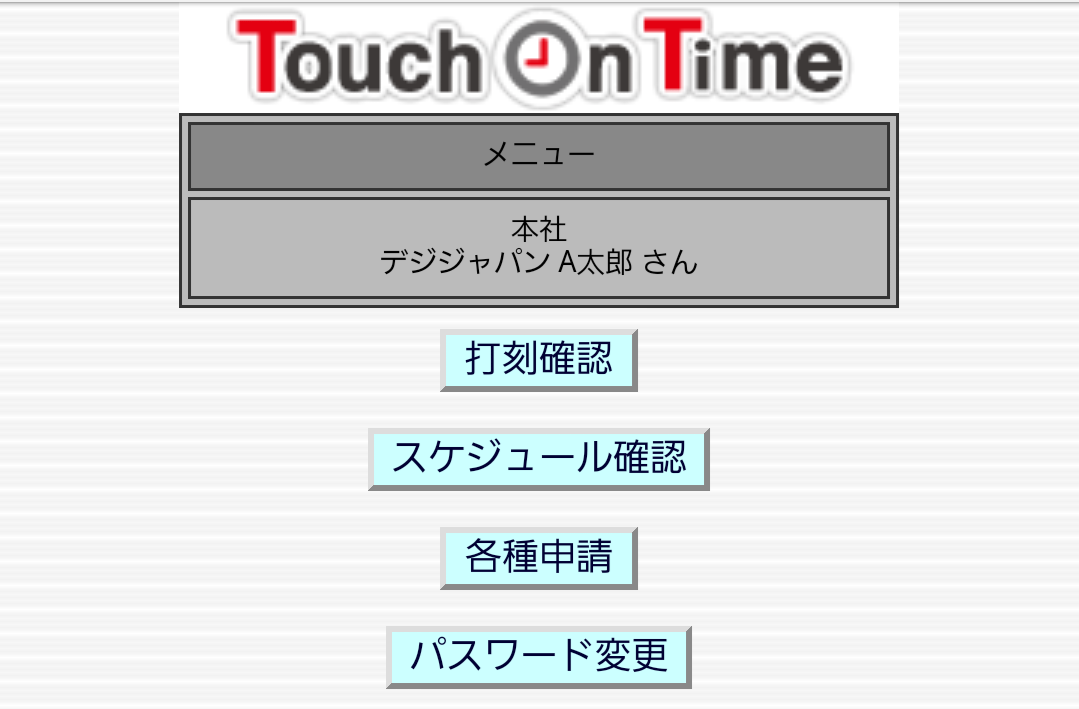 Touch On Time
メニュー
本社
デジジャパン A太郎 さん
打刻確認
スケジュール確認
各種申請
パスワード変更